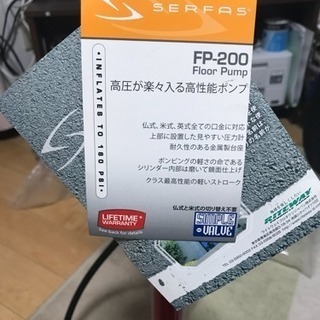 SERFAS
FP-200
Floor Pump
高圧が楽々入る高性能ポンプ
• INFLATES TO 160 PSI •
仏式、米式、英式全ての口金に対応
上部に設置した見やすい圧力計
耐久性のある金属製台座
ポンピングの軽さの命である
シリンダー内部は磨いて鏡面仕上げ
クラス最高性能の軽いストローク
仏式と米式の切り替え不要
LIFETIME
WARRANTY
See back for details
SIMPLE
VALVE
RITEWAY